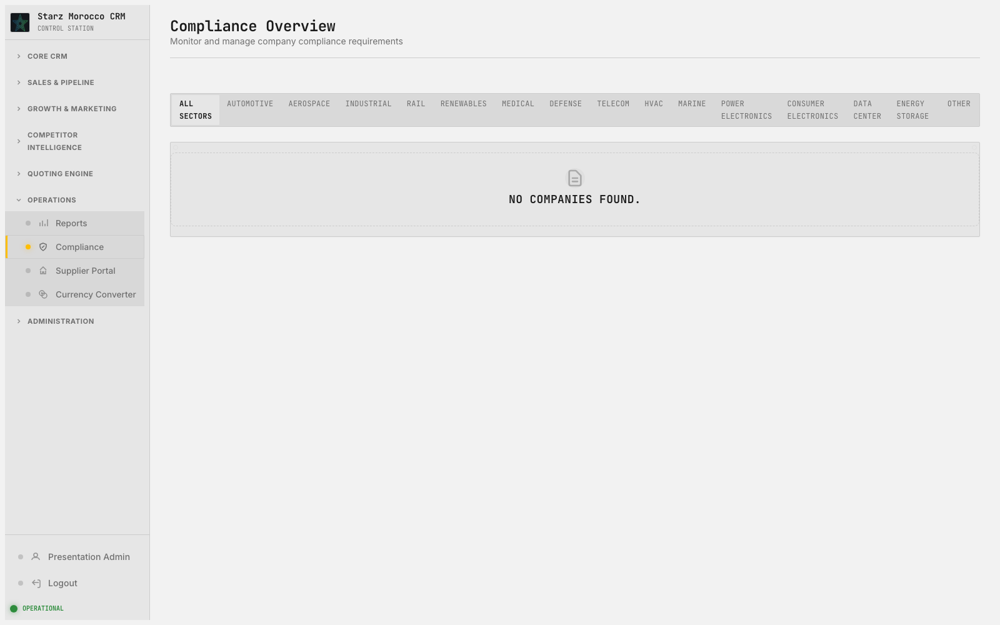 Starz Morocco CRM
CONTROL STATION
CORE CRM
SALES & PIPELINE
GROWTH & MARKETING
COMPETITOR
INTELLIGENCE
QUOTING ENGINE
OPERATIONS
Reports
Compliance
Supplier Portal
Currency Converter
ADMINISTRATION
Presentation Admin
Logout
OPERATIONAL
Compliance Overview
Monitor and manage company compliance requirements
ALL SECTORS
AUTOMOTIVE
AEROSPACE
INDUSTRIAL
RAIL
RENEWABLES
MEDICAL
DEFENSE
TELECOM
HVAC
MARINE
POWER ELECTRONICS
CONSUMER ELECTRONICS
DATA CENTER
ENERGY STORAGE
OTHER
NO COMPANIES FOUND.